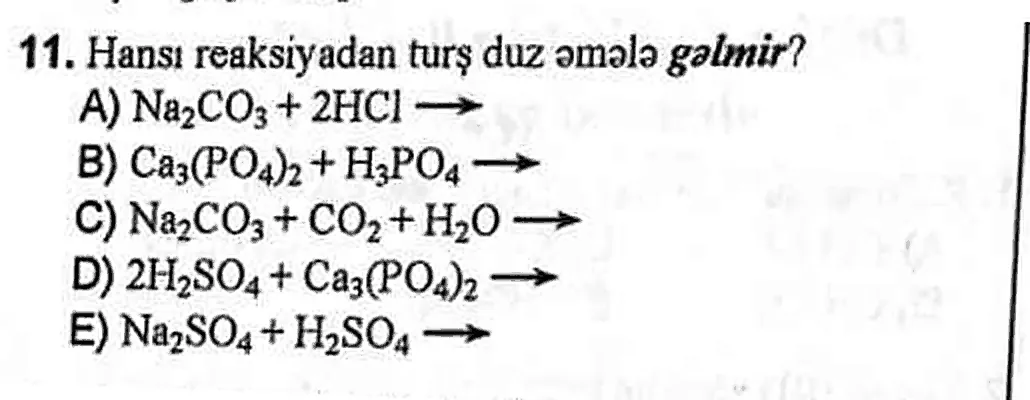 11. Hansı reaksiyadan turş duz əmələ gəlmir?
A) Na₂CO₃ + 2HCl →
B) Ca₃(PO₄)₂ + H₃PO₄ →
C) Na₂CO₃ + CO₂ + H₂O →
D) 2H₂SO₄ + Ca₃(PO₄)₂ →
E) Na₂SO₄ + H₂SO₄ →